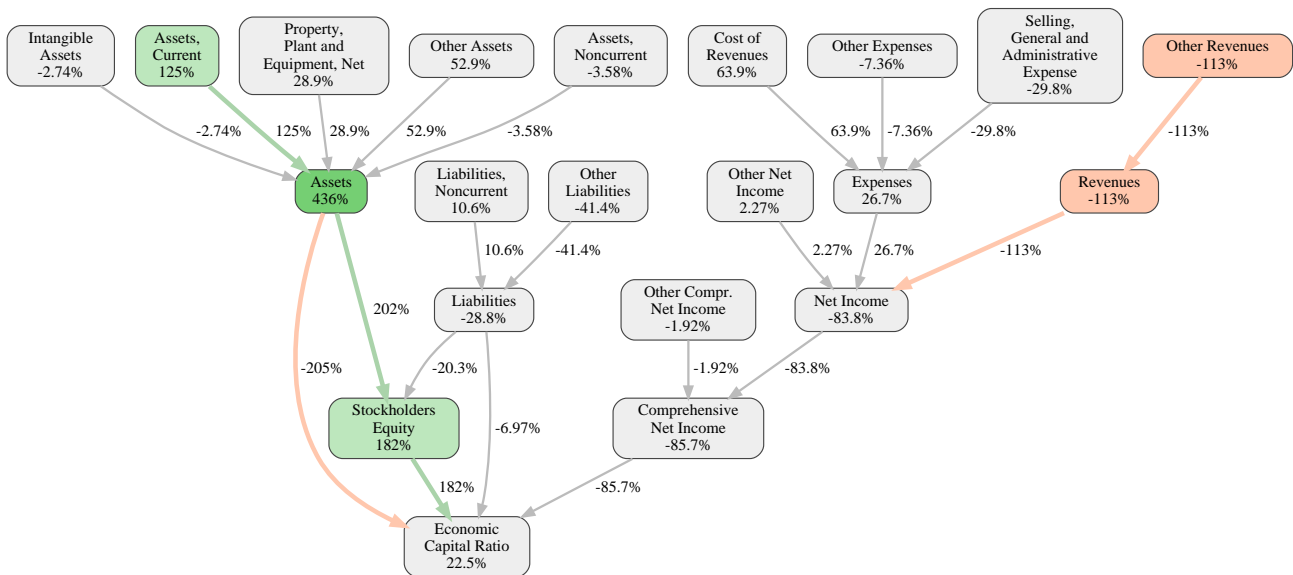 Intangible
Assets
-2.74%
Assets,
Current
125%
Property,
Plant and
Equipment, Net
28.9%
Other Assets
52.9%
Assets,
Noncurrent
-3.58%
Cost of
Revenues
63.9%
Other Expenses
-7.36%
Selling,
General and
Administrative
Expense
-29.8%
Other Revenues
-113%
-2.74%
125%
28.9%
52.9%
-3.58%
63.9%
-7.36%
-29.8%
-113%
Assets
436%
Liabilities,
Noncurrent
10.6%
Other
Liabilities
-41.4%
Other Net
Income
2.27%
Expenses
26.7%
Revenues
-113%
10.6%
-41.4%
2.27%
26.7%
-113%
202%
Liabilities
-28.8%
Other Compr.
Net Income
-1.92%
Net Income
-83.8%
-205%
-20.3%
-1.92%
-83.8%
Stockholders
Equity
182%
-6.97%
Comprehensive
Net Income
-85.7%
182%
-85.7%
Economic
Capital Ratio
22.5%